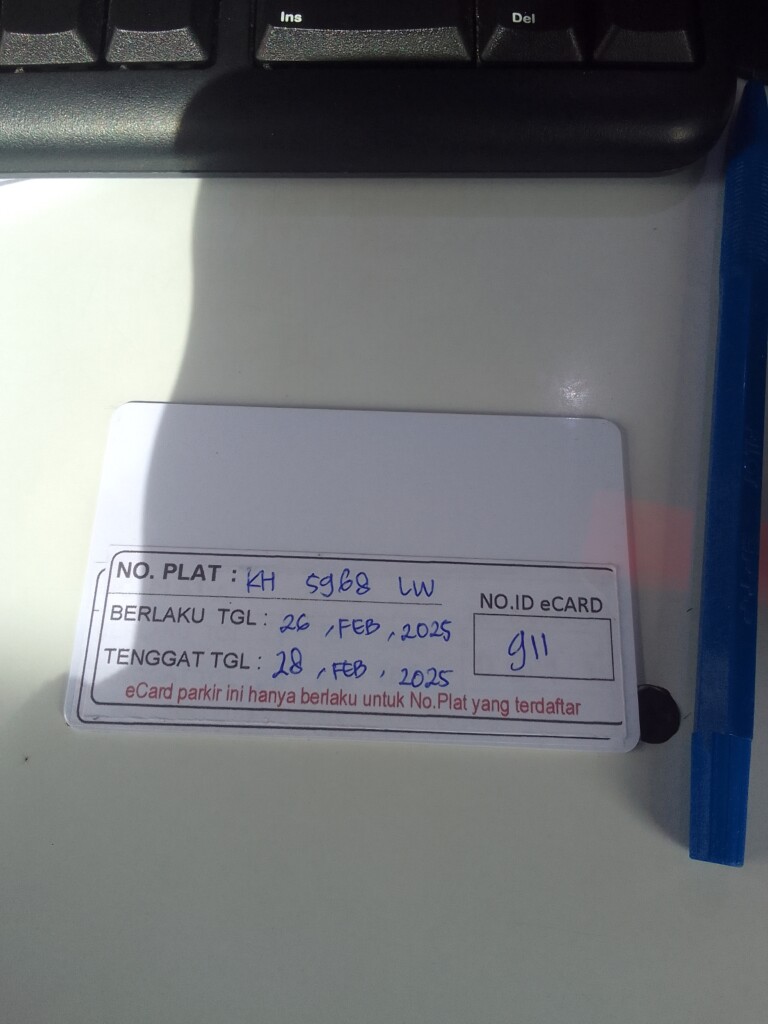 Ins Del
NO. PLAT : KH 5968 LW
NO.ID eCARD
BERLAKU TGL : 26 , FEB , 2025
911
TENGGAT TGL : 28 , FEB , 2025
eCard parkir ini hanya berlaku untuk No.Plat yang terdaftar